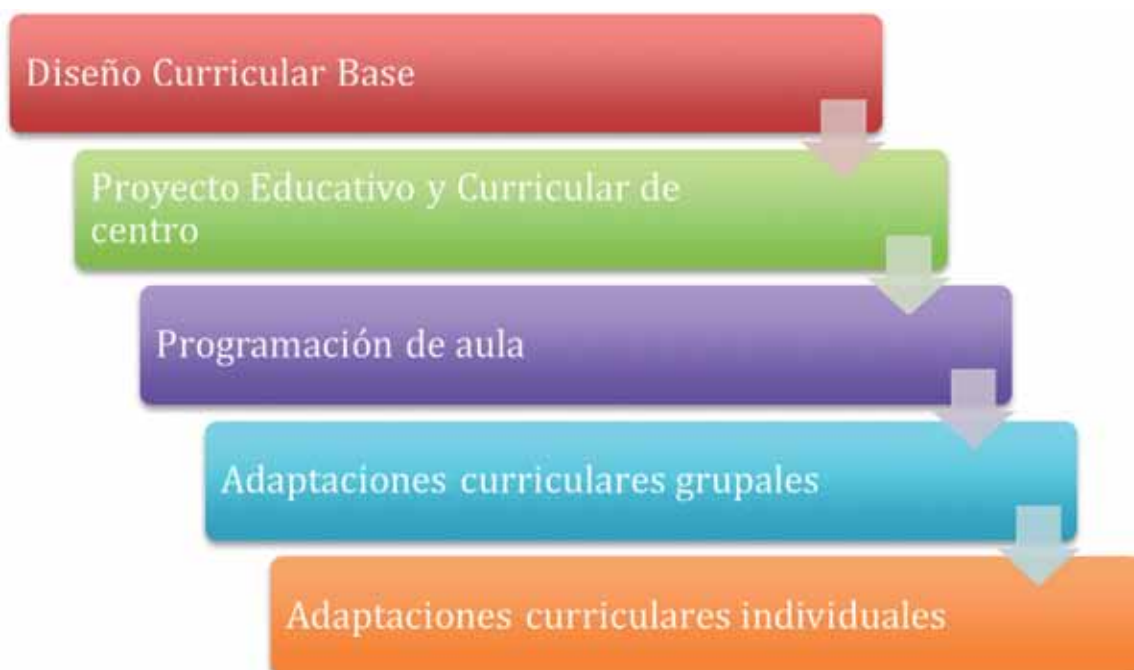 Diseño Curricular Base
Proyecto Educativo y Curricular de
centro
Programación de aula
Adaptaciones curriculares grupales
Adaptaciones curriculares individuales